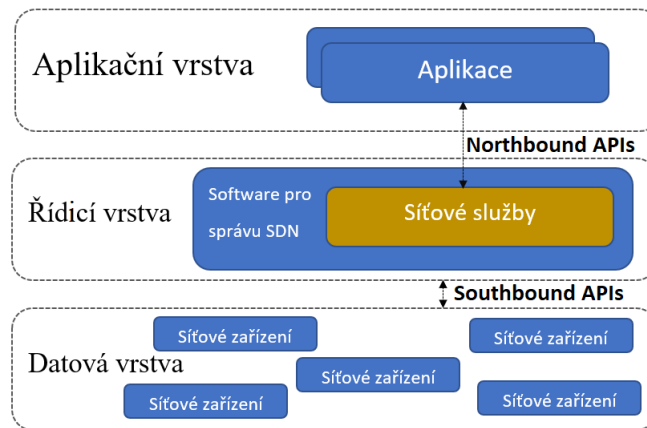 Aplikační vrstva
Aplikace
Northbound APIs
Řídicí vrstva
Software pro
správu SDN
Síťové služby
Southbound APIs
Datová vrstva
Síťové zařízení
Síťové zařízení
Síťové zařízení
Síťové zařízení
Síťové zařízení